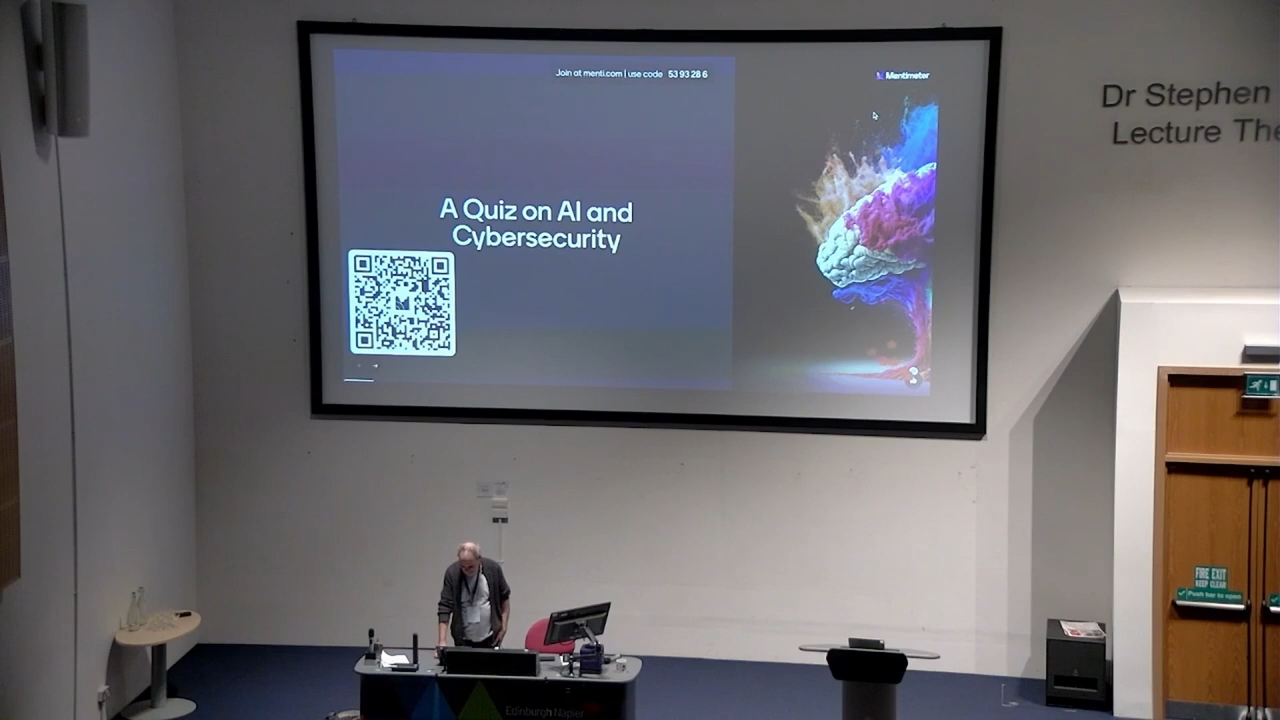 Join at menti.com | use code 53 93 28 6
Mentimeter
A Quiz on AI and
Cybersecurity
Dr Stephen
Lecture The
FIRE EXIT
KEEP CLEAR
Push bar to open
Edinburgh Napier